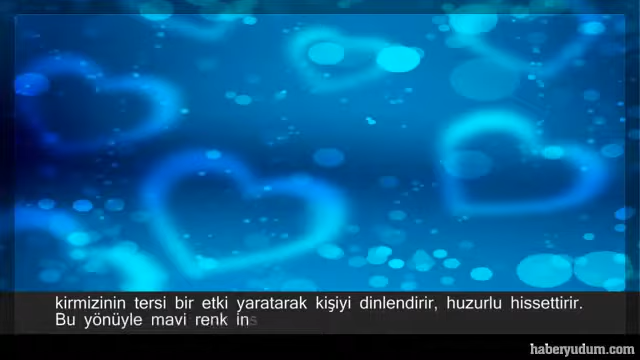 kirmizinin tersi bir etki yaratarak kişiyi dinlendirir, huzurlu hissettirir.
Bu yönüyle mavi renk ins
haberyudum.com